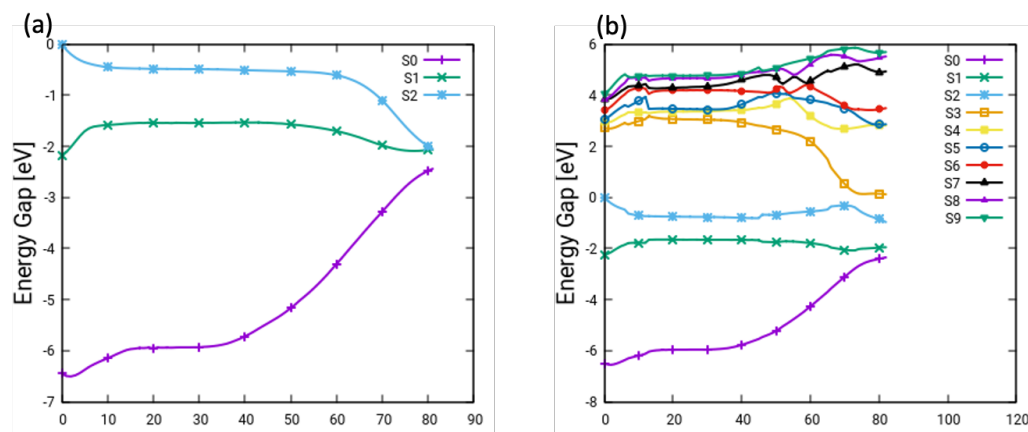 (a)
Energy Gap [eV]
0
-1
-2
-3
-4
-5
-6
-7
S0
S1
S2
0 10 20 30 40 50 60 70 80 90
(b)
Energy Gap [eV]
6
4
2
0
-2
-4
-6
-8
S0
S1
S2
S3
S4
S5
S6
S7
S8
S9
0 20 40 60 80 100 120